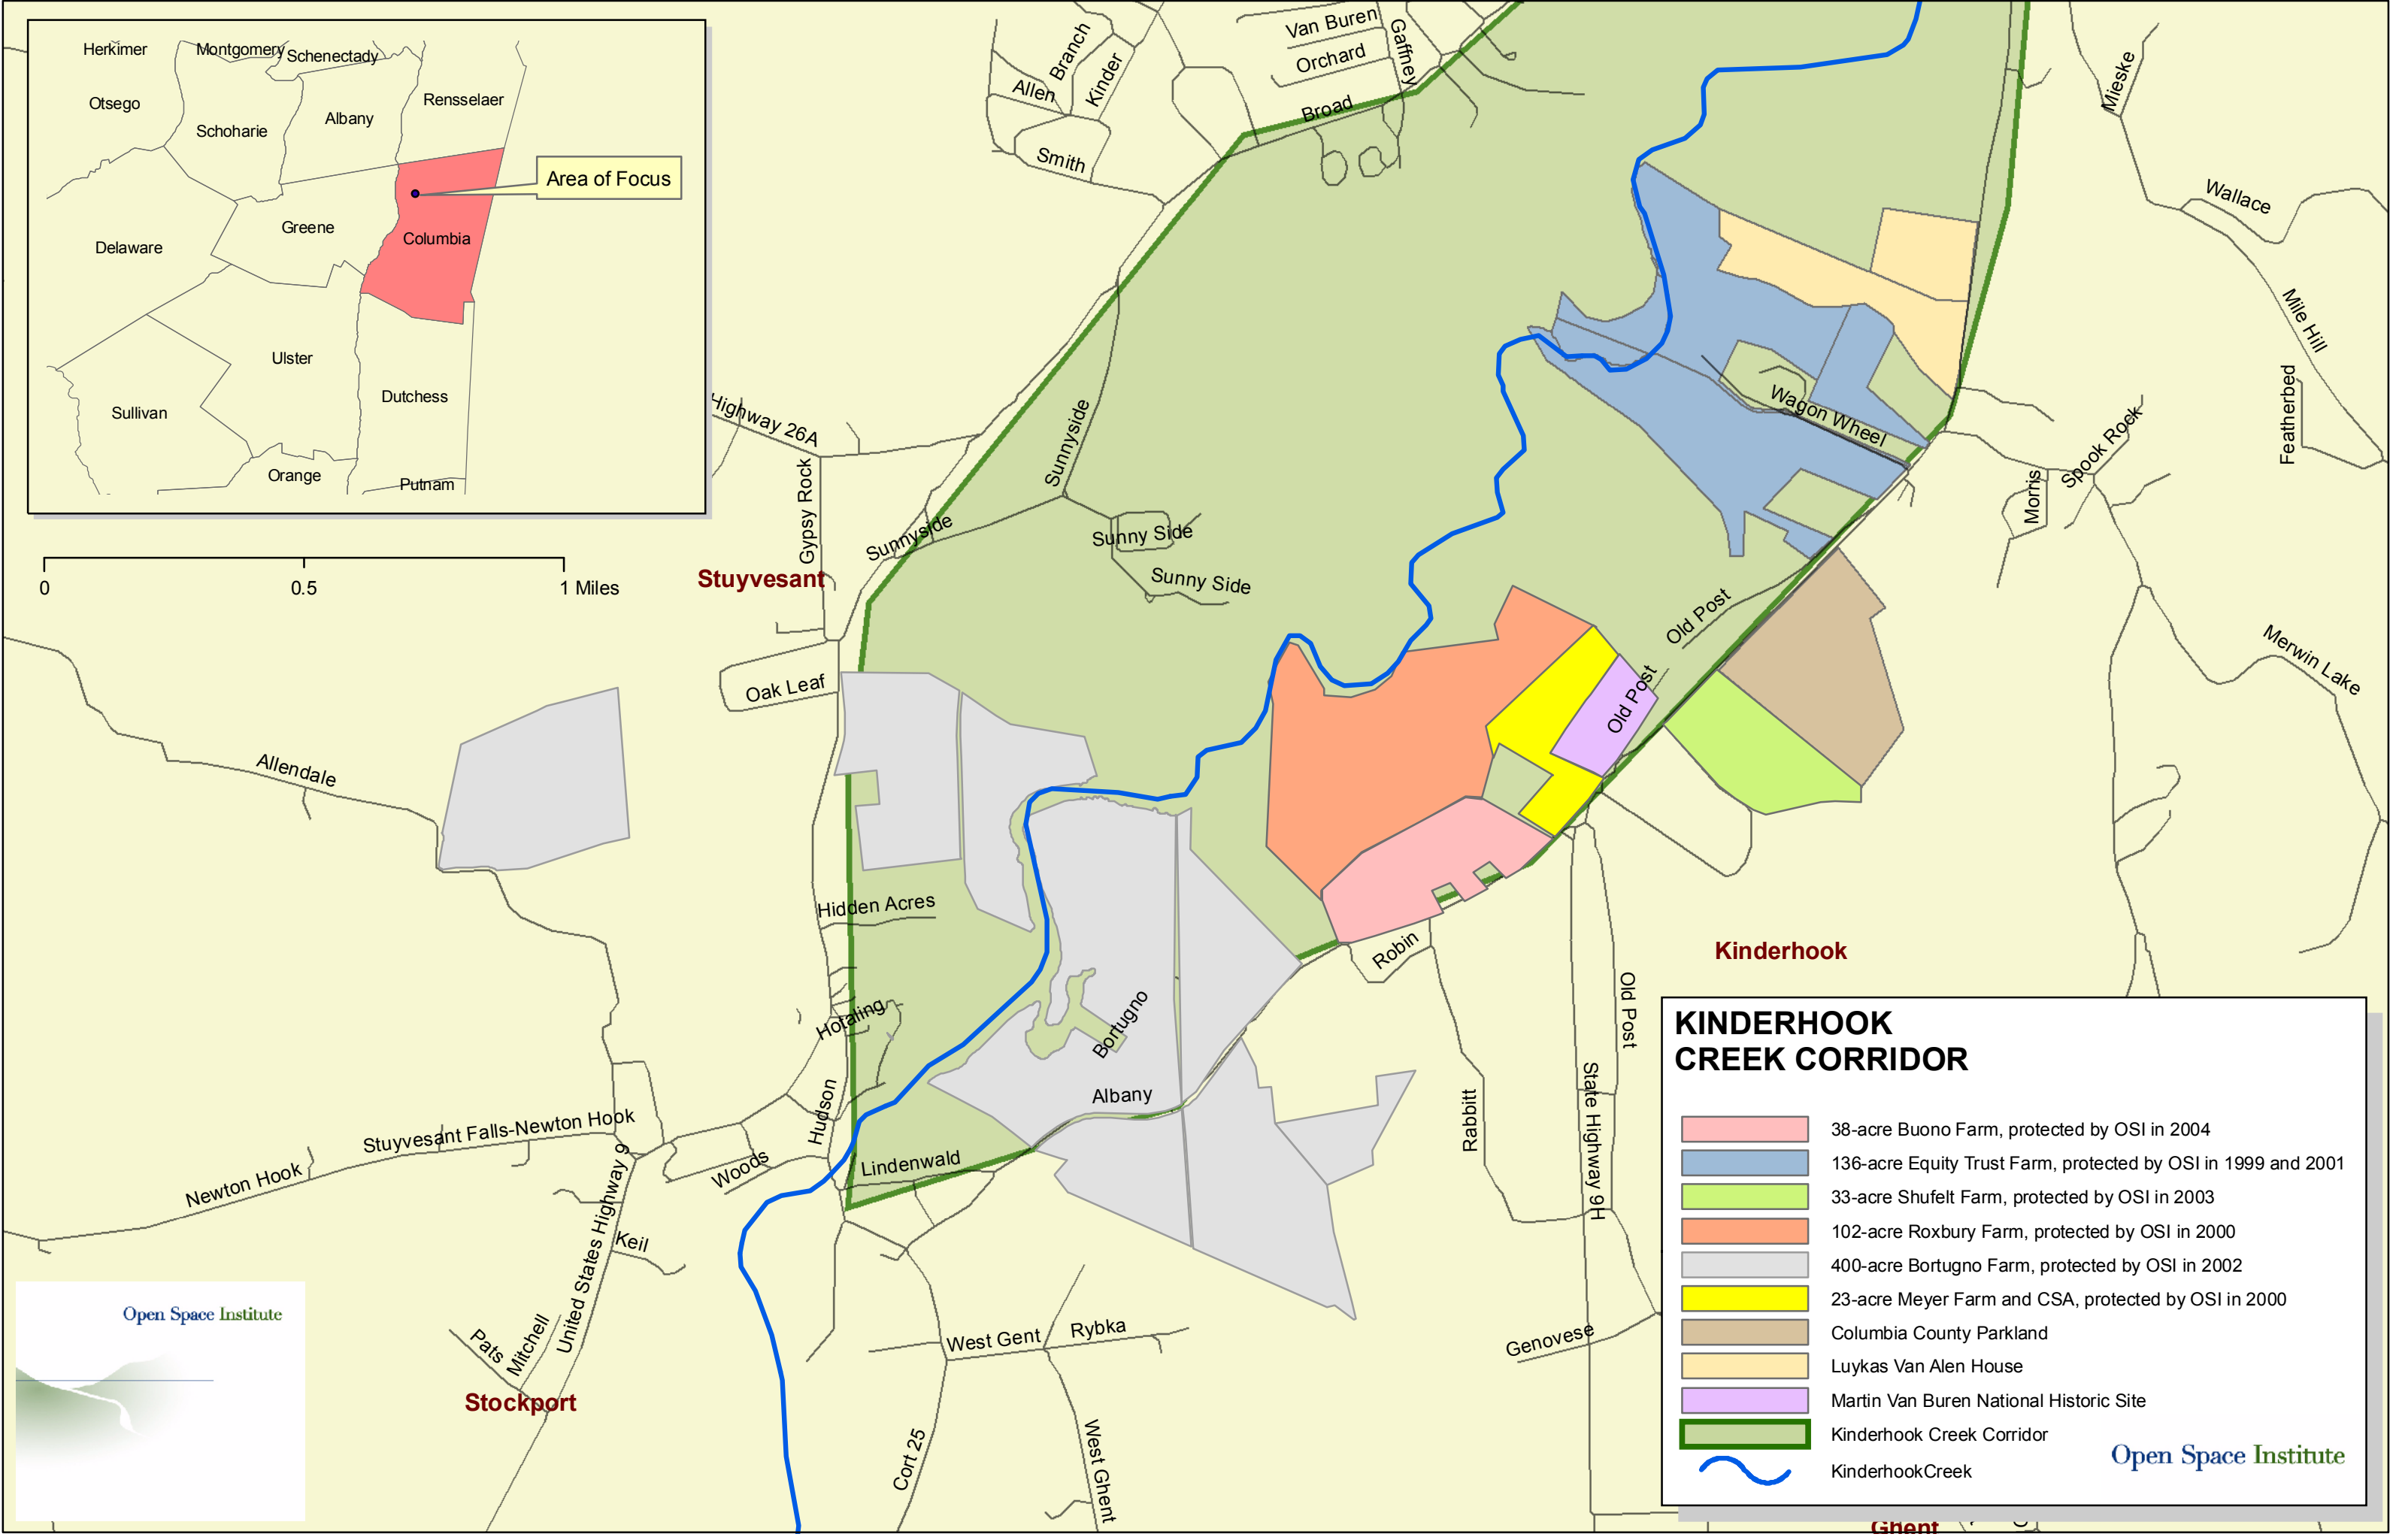 Herkimer
Montgomery
Schenectady
Otsego
Schoharie
Albany
Rensselaer
Area of Focus
Delaware
Greene
Columbia
Ulster
Sullivan
Dutchess
Orange
Putnam
0
0.5
1 Miles
Branch
Allen
Kinder
Smith
Van Buren
Orchard
Gaffney
Broad
Mieske
Wallace
Mile Hill
Featherbed
Spook Rock
Morris
Merwin Lake
Wagon Wheel
Highway 26A
Gypsy Rock
Sunnyside
Sunnyside
Sunny Side
Sunny Side
Stuyvesant
Oak Leaf
Old Post
Old Post
Allendale
Hidden Acres
Hotaling
Bortugno
Albany
Robin
Kinderhook
Old Post
Rabbitt
State Highway 9H
Hudson
Lindenwald
Woods
Stuyvesant Falls-Newton Hook
Newton Hook
United States Highway 9
Keil
Mitchell
Pats
Stockport
West Gent
Rybka
Cort 25
West Ghent
Genovese
Open Space Institute
KINDERHOOK
CREEK CORRIDOR
38-acre Buono Farm, protected by OSI in 2004
136-acre Equity Trust Farm, protected by OSI in 1999 and 2001
33-acre Shufelt Farm, protected by OSI in 2003
102-acre Roxbury Farm, protected by OSI in 2000
400-acre Bortugno Farm, protected by OSI in 2002
23-acre Meyer Farm and CSA, protected by OSI in 2000
Columbia County Parkland
Luykas Van Alen House
Martin Van Buren National Historic Site
Kinderhook Creek Corridor
KinderhookCreek
Open Space Institute
Ghent